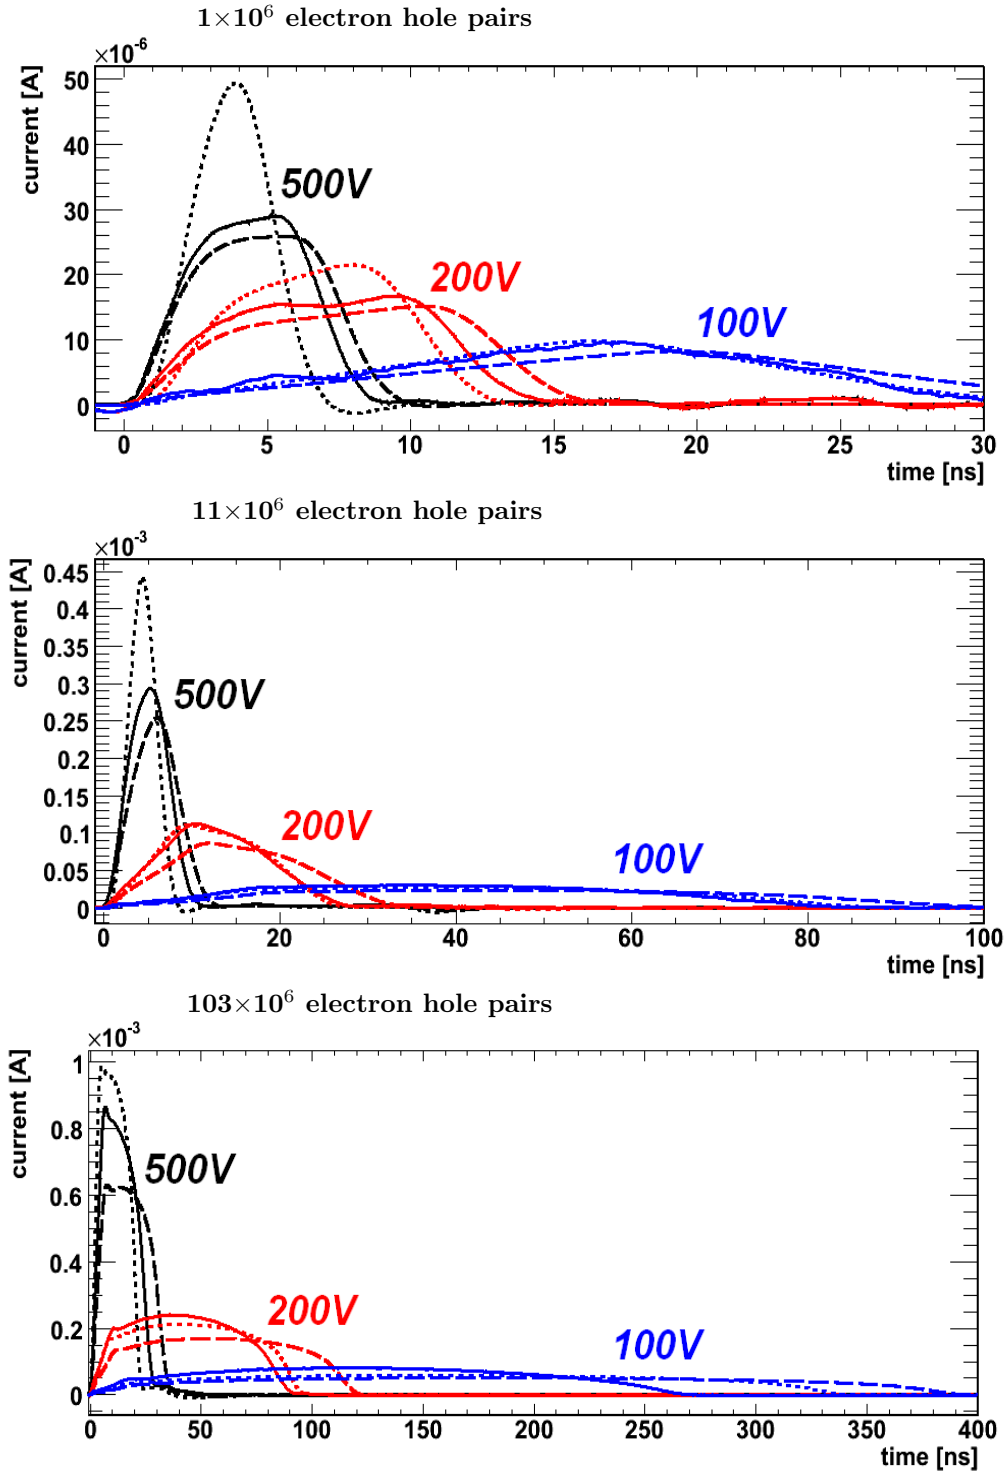 1×10⁶ electron hole pairs
×10⁻⁶
current [A]
50
40
30
20
10
0
500V
200V
100V
0 5 10 15 20 25 30
time [ns]
11×10⁶ electron hole pairs
×10⁻³
current [A]
0.45
0.4
0.35
0.3
0.25
0.2
0.15
0.1
0.05
0
500V
200V
100V
0 20 40 60 80 100
time [ns]
103×10⁶ electron hole pairs
×10⁻³
current [A]
1
0.8
0.6
0.4
0.2
0
500V
200V
100V
0 50 100 150 200 250 300 350 400
time [ns]